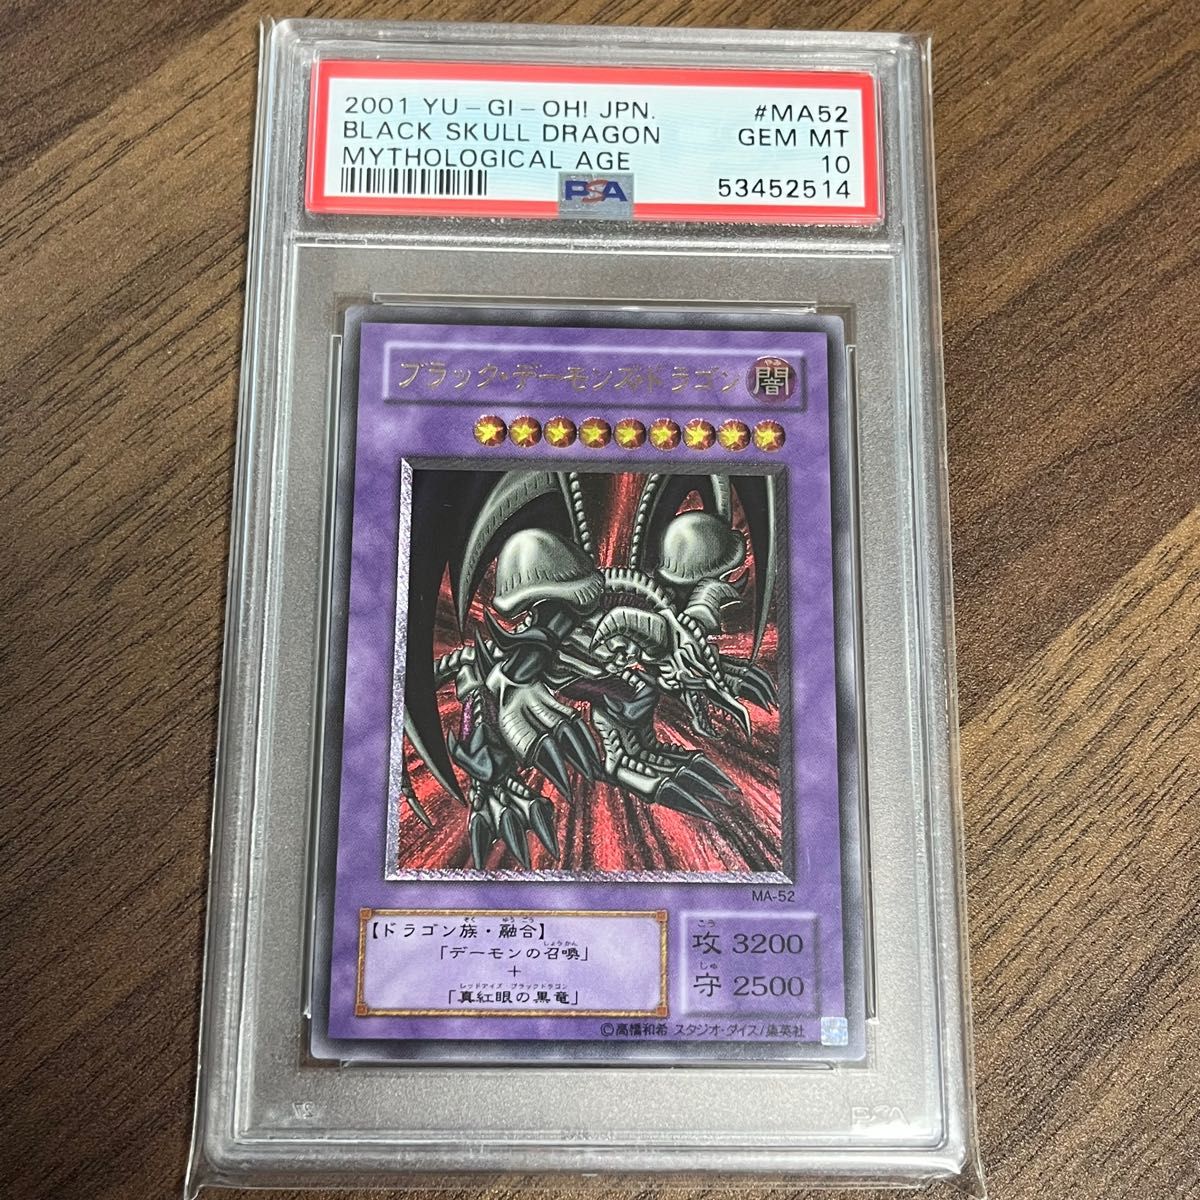 2001 YU-GI-OH! JPN. #MA52
BLACK SKULL DRAGON GEM MT
MYTHOLOGICAL AGE 10
PSA 53452514
ブラック・デーモンズ・ドラゴン 闇
MA-52
【ドラゴン族・融合】
「デーモンの召喚」
+
「真紅眼の黒竜」
攻 3200
守 2500
©高橋和希 スタジオ・ダイス/集英社
PSA